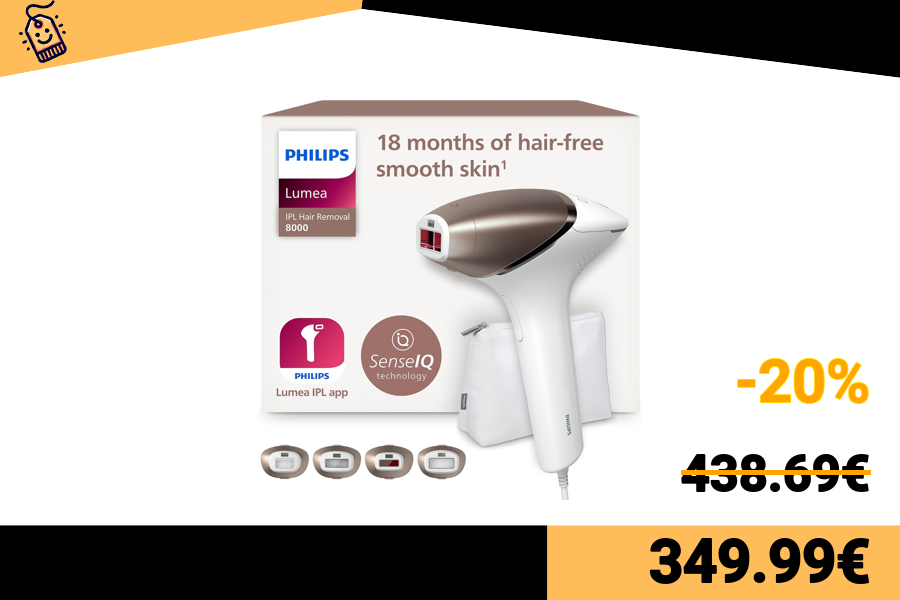 18 months of hair-free
smooth skin¹
PHILIPS
Lumea
IPL Hair Removal
8000
iQ
SenseIQ
technology
PHILIPS
Lumea IPL app
PHILIPS
-20%
438.69€
349.99€